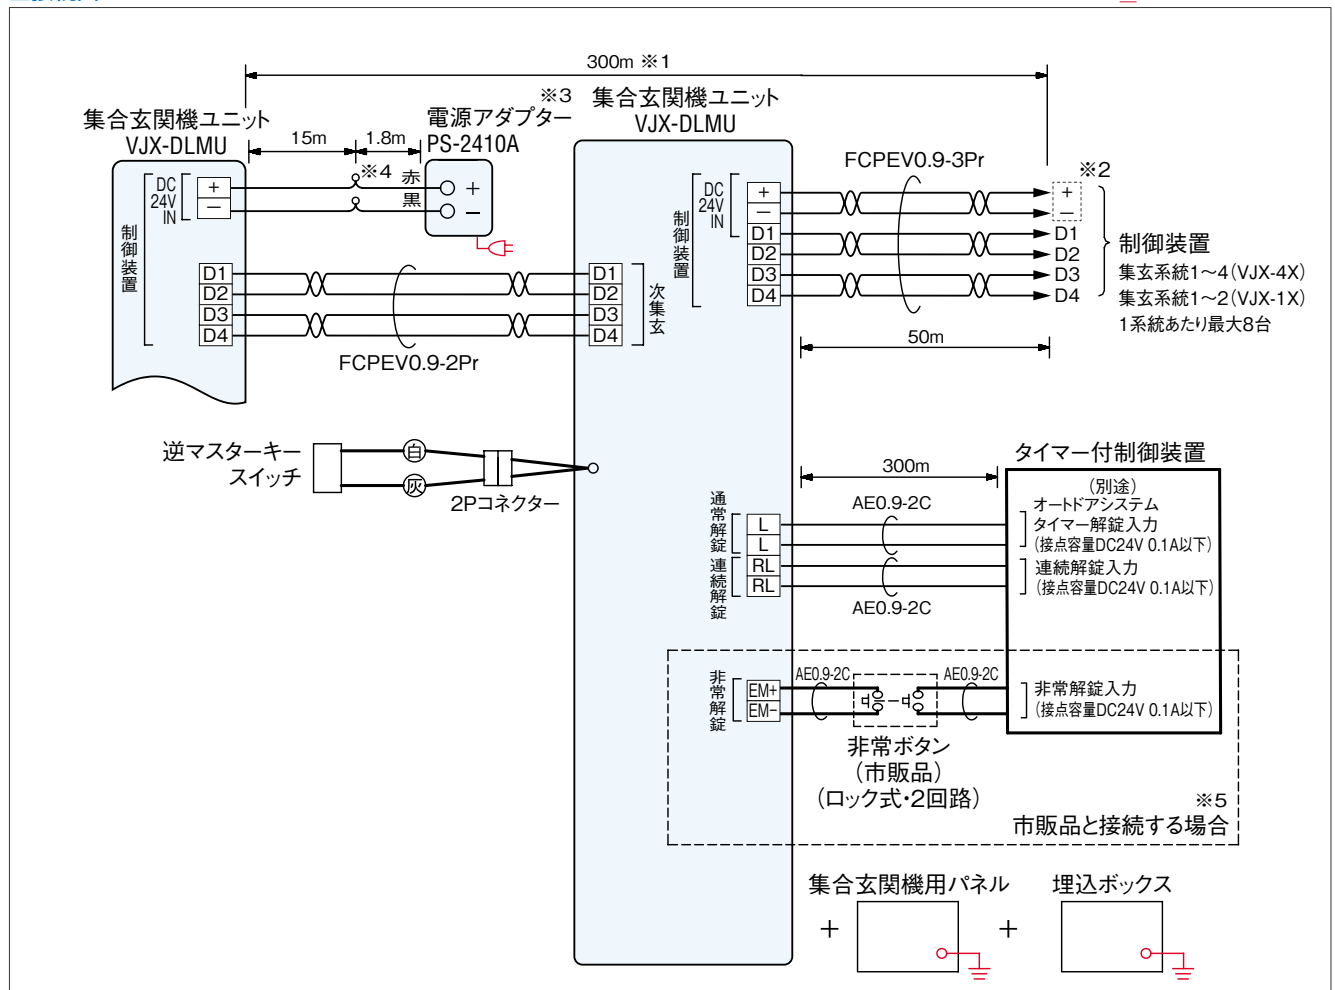 300m ※1
集合玄関機ユニット
VJX-DLMU
15m
1.8m
※3
電源アダプター
PS-2410A
※4
赤
黒
+
−
DC
24V
IN
+
−
制御装置
D1
D2
D3
D4
FCPEV0.9-2Pr
集合玄関機ユニット
VJX-DLMU
D1
D2
D3
D4
次集玄
制御装置
DC
24V
IN
+
−
D1
D2
D3
D4
FCPEV0.9-3Pr
※2
+
−
D1
D2
D3
D4
制御装置
集玄系統1～4(VJX-4X)
集玄系統1～2(VJX-1X)
1系統あたり最大8台
50m
逆マスターキー
スイッチ
白
灰
2Pコネクター
300m
通常解錠
L
L
連続解錠
RL
RL
AE0.9-2C
AE0.9-2C
タイマー付制御装置
(別途)
オートドアシステム
タイマー解錠入力
(接点容量DC24V 0.1A以下)
連続解錠入力
(接点容量DC24V 0.1A以下)
非常解錠
EM+
EM−
AE0.9-2C
AE0.9-2C
非常解錠入力
(接点容量DC24V 0.1A以下)
非常ボタン
(市販品)
(ロック式・2回路)
※5
市販品と接続する場合
集合玄関機用パネル
埋込ボックス
+
+